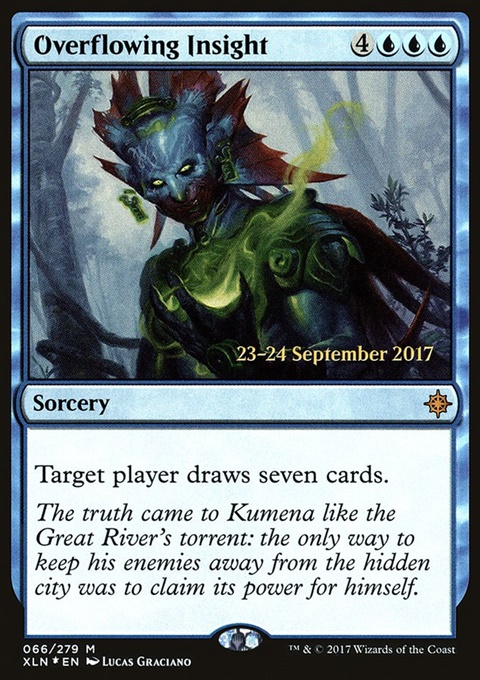 Overflowing Insight 4
23–24 September 2017
Sorcery
Target player draws seven cards.
The truth came to Kumena like the
Great River's torrent: the only way to
keep his enemies away from the hidden
city was to claim its power for himself.
066/279 M
XLN EN Lucas Graciano
™ & © 2017 Wizards of the Coast